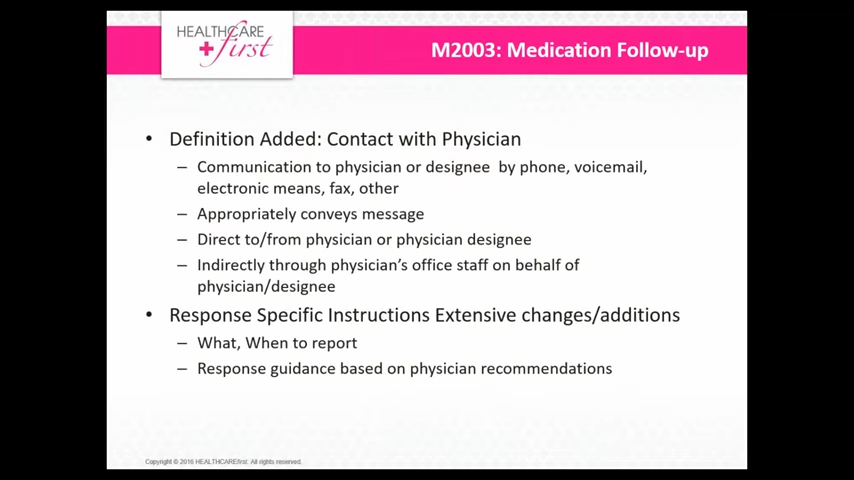 HEALTHCARE
first
M2003: Medication Follow-up
• Definition Added: Contact with Physician
– Communication to physician or designee by phone, voicemail,
electronic means, fax, other
– Appropriately conveys message
– Direct to/from physician or physician designee
– Indirectly through physician's office staff on behalf of
physician/designee
• Response Specific Instructions Extensive changes/additions
– What, When to report
– Response guidance based on physician recommendations
Copyright © 2016 HEALTHCAREfirst. All rights reserved.